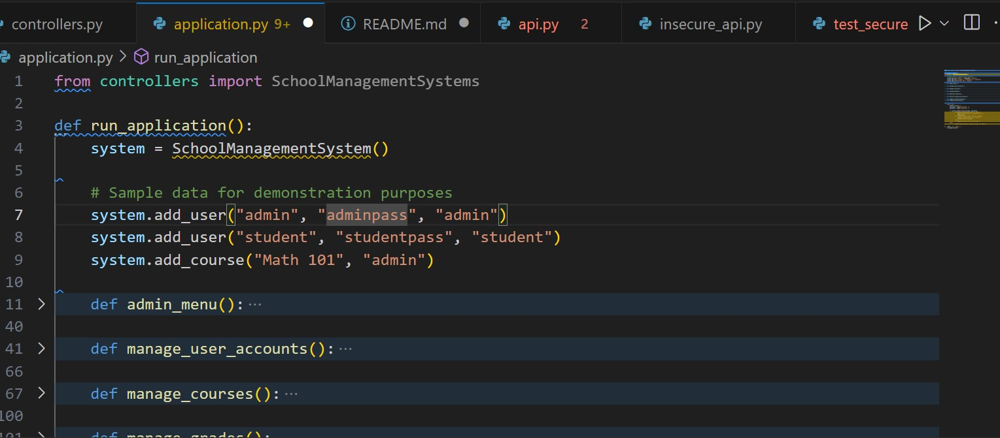 controllers.py application.py 9+ README.md api.py 2 insecure_api.py test_secure
application.py > run_application
1 from controllers import SchoolManagementSystems
2
3 def run_application():
4 system = SchoolManagementSystem()
5
6 # Sample data for demonstration purposes
7 system.add_user("admin", "adminpass", "admin")
8 system.add_user("student", "studentpass", "student")
9 system.add_course("Math 101", "admin")
10
11 def admin_menu():···
40
41 def manage_user_accounts():···
66
67 def manage_courses():···
100
101 def manage_grades():